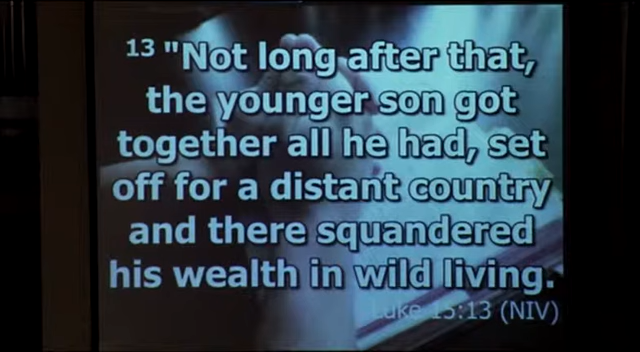 13 "Not long after that,
the younger son got
together all he had, set
off for a distant country
and there squandered
his wealth in wild living.
Luke 15:13 (NIV)